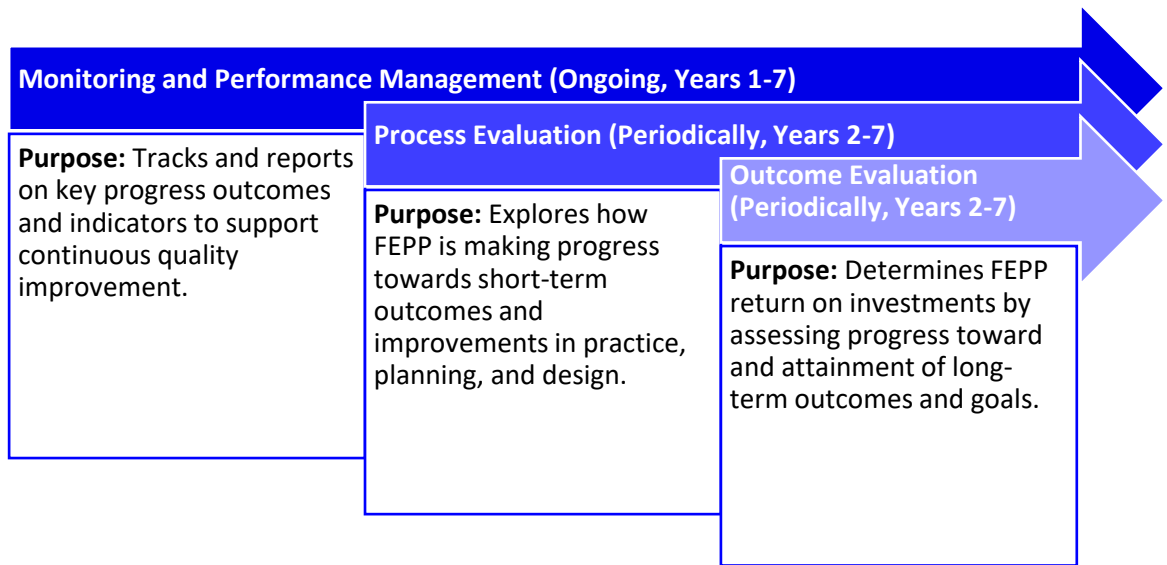 Monitoring and Performance Management (Ongoing, Years 1-7)
Purpose: Tracks and reports
on key progress outcomes
and indicators to support
continuous quality
improvement.
Process Evaluation (Periodically, Years 2-7)
Purpose: Explores how
FEPP is making progress
towards short-term
outcomes and
improvements in practice,
planning, and design.
Outcome Evaluation
(Periodically, Years 2-7)
Purpose: Determines FEPP
return on investments by
assessing progress toward
and attainment of long-
term outcomes and goals.